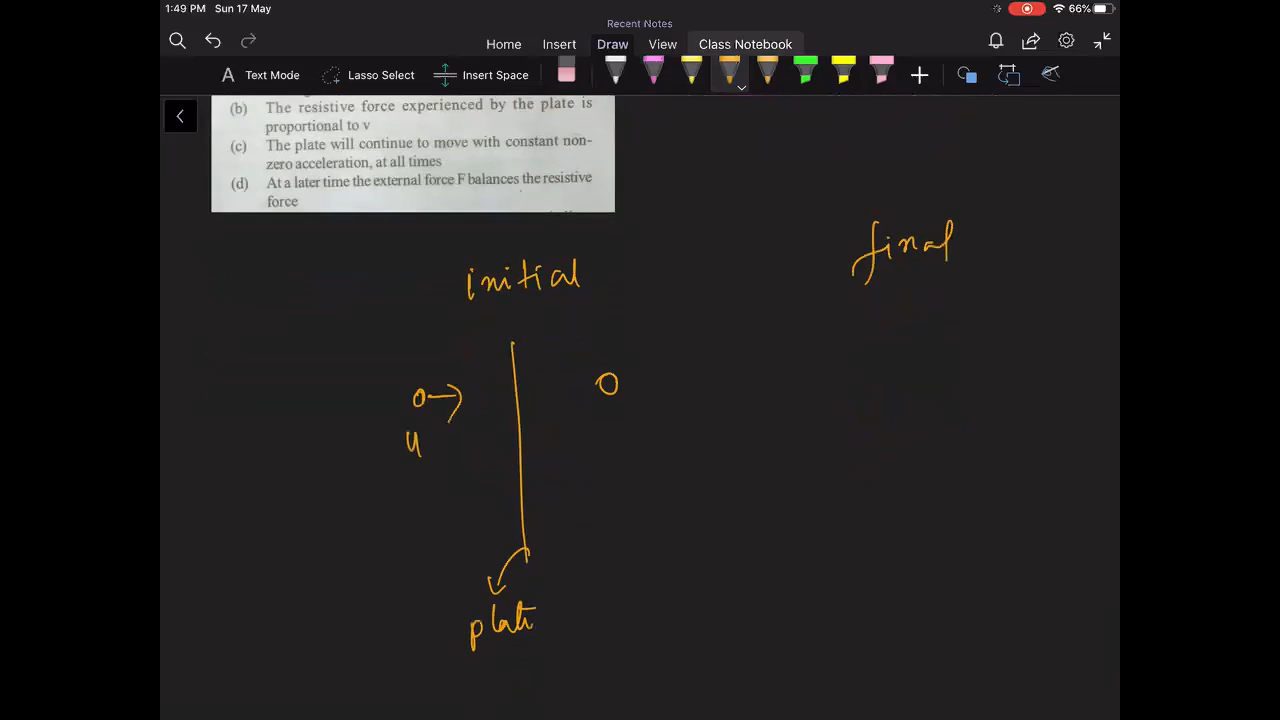 1:49 PM Sun 17 May
66%
Recent Notes
Home Insert Draw View Class Notebook
A Text Mode Lasso Select Insert Space
(b) The resistive force experienced by the plate is
proportional to v
(c) The plate will continue to move with constant non-
zero acceleration, at all times
(d) At a later time the external force F balances the resistive
force
initial
final
u
plate